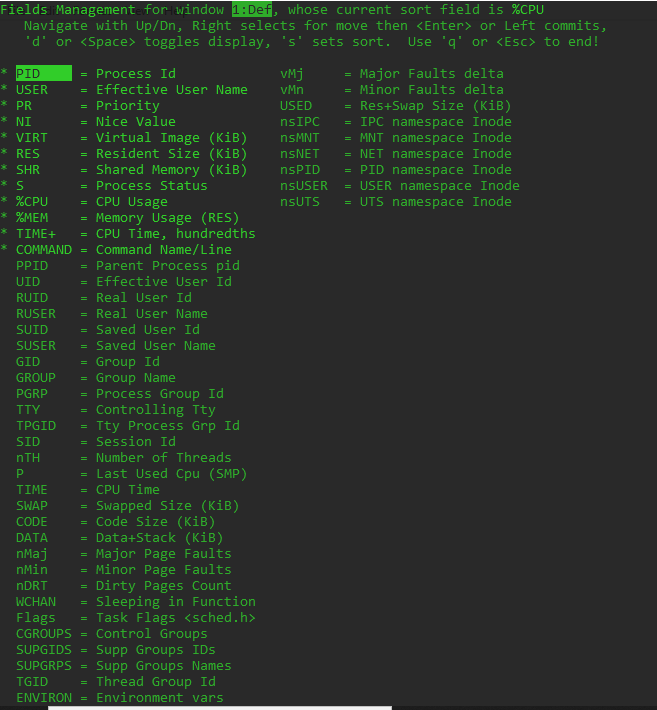 Fields Management for window 1:Def, whose current sort field is %CPU
   Navigate with Up/Dn, Right selects for move then <Enter> or Left commits,
   'd' or <Space> toggles display, 's' sets sort.  Use 'q' or <Esc> to end!

* PID     = Process Id             vMj     = Major Faults delta
* USER    = Effective User Name    vMn     = Minor Faults delta
* PR      = Priority               USED    = Res+Swap Size (KiB)
* NI      = Nice Value             nsIPC   = IPC namespace Inode
* VIRT    = Virtual Image (KiB)    nsMNT   = MNT namespace Inode
* RES     = Resident Size (KiB)    nsNET   = NET namespace Inode
* SHR     = Shared Memory (KiB)    nsPID   = PID namespace Inode
* S       = Process Status         nsUSER  = USER namespace Inode
* %CPU    = CPU Usage              nsUTS   = UTS namespace Inode
* %MEM    = Memory Usage (RES)
* TIME+   = CPU Time, hundredths
* COMMAND = Command Name/Line
  PPID    = Parent Process pid
  UID     = Effective User Id
  RUID    = Real User Id
  RUSER   = Real User Name
  SUID    = Saved User Id
  SUSER   = Saved User Name
  GID     = Group Id
  GROUP   = Group Name
  PGRP    = Process Group Id
  TTY     = Controlling Tty
  TPGID   = Tty Process Grp Id
  SID     = Session Id
  nTH     = Number of Threads
  P       = Last Used Cpu (SMP)
  TIME    = CPU Time
  SWAP    = Swapped Size (KiB)
  CODE    = Code Size (KiB)
  DATA    = Data+Stack (KiB)
  nMaj    = Major Page Faults
  nMin    = Minor Page Faults
  nDRT    = Dirty Pages Count
  WCHAN   = Sleeping in Function
  Flags   = Task Flags <sched.h>
  CGROUPS = Control Groups
  SUPGIDS = Supp Groups IDs
  SUPGRPS = Supp Groups Names
  TGID    = Thread Group Id
  ENVIRON = Environment vars